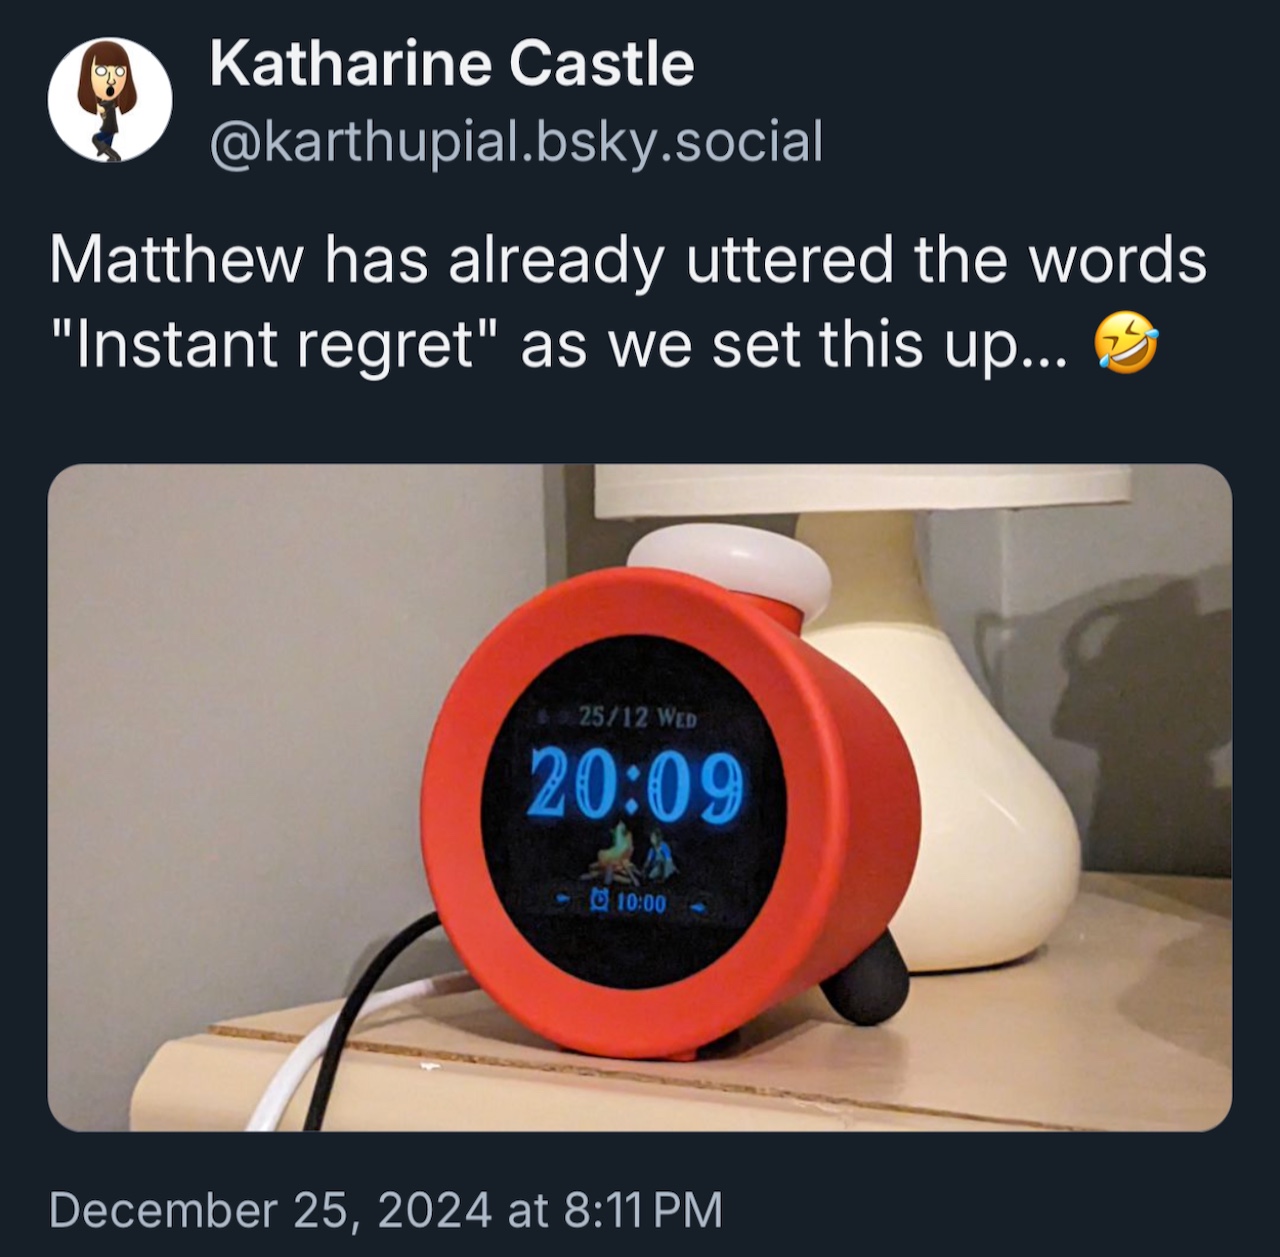 Katharine Castle
@karthupial.bsky.social
Matthew has already uttered the words
"Instant regret" as we set this up... 🤣
25/12 WED
20:09
10:00
December 25, 2024 at 8:11 PM